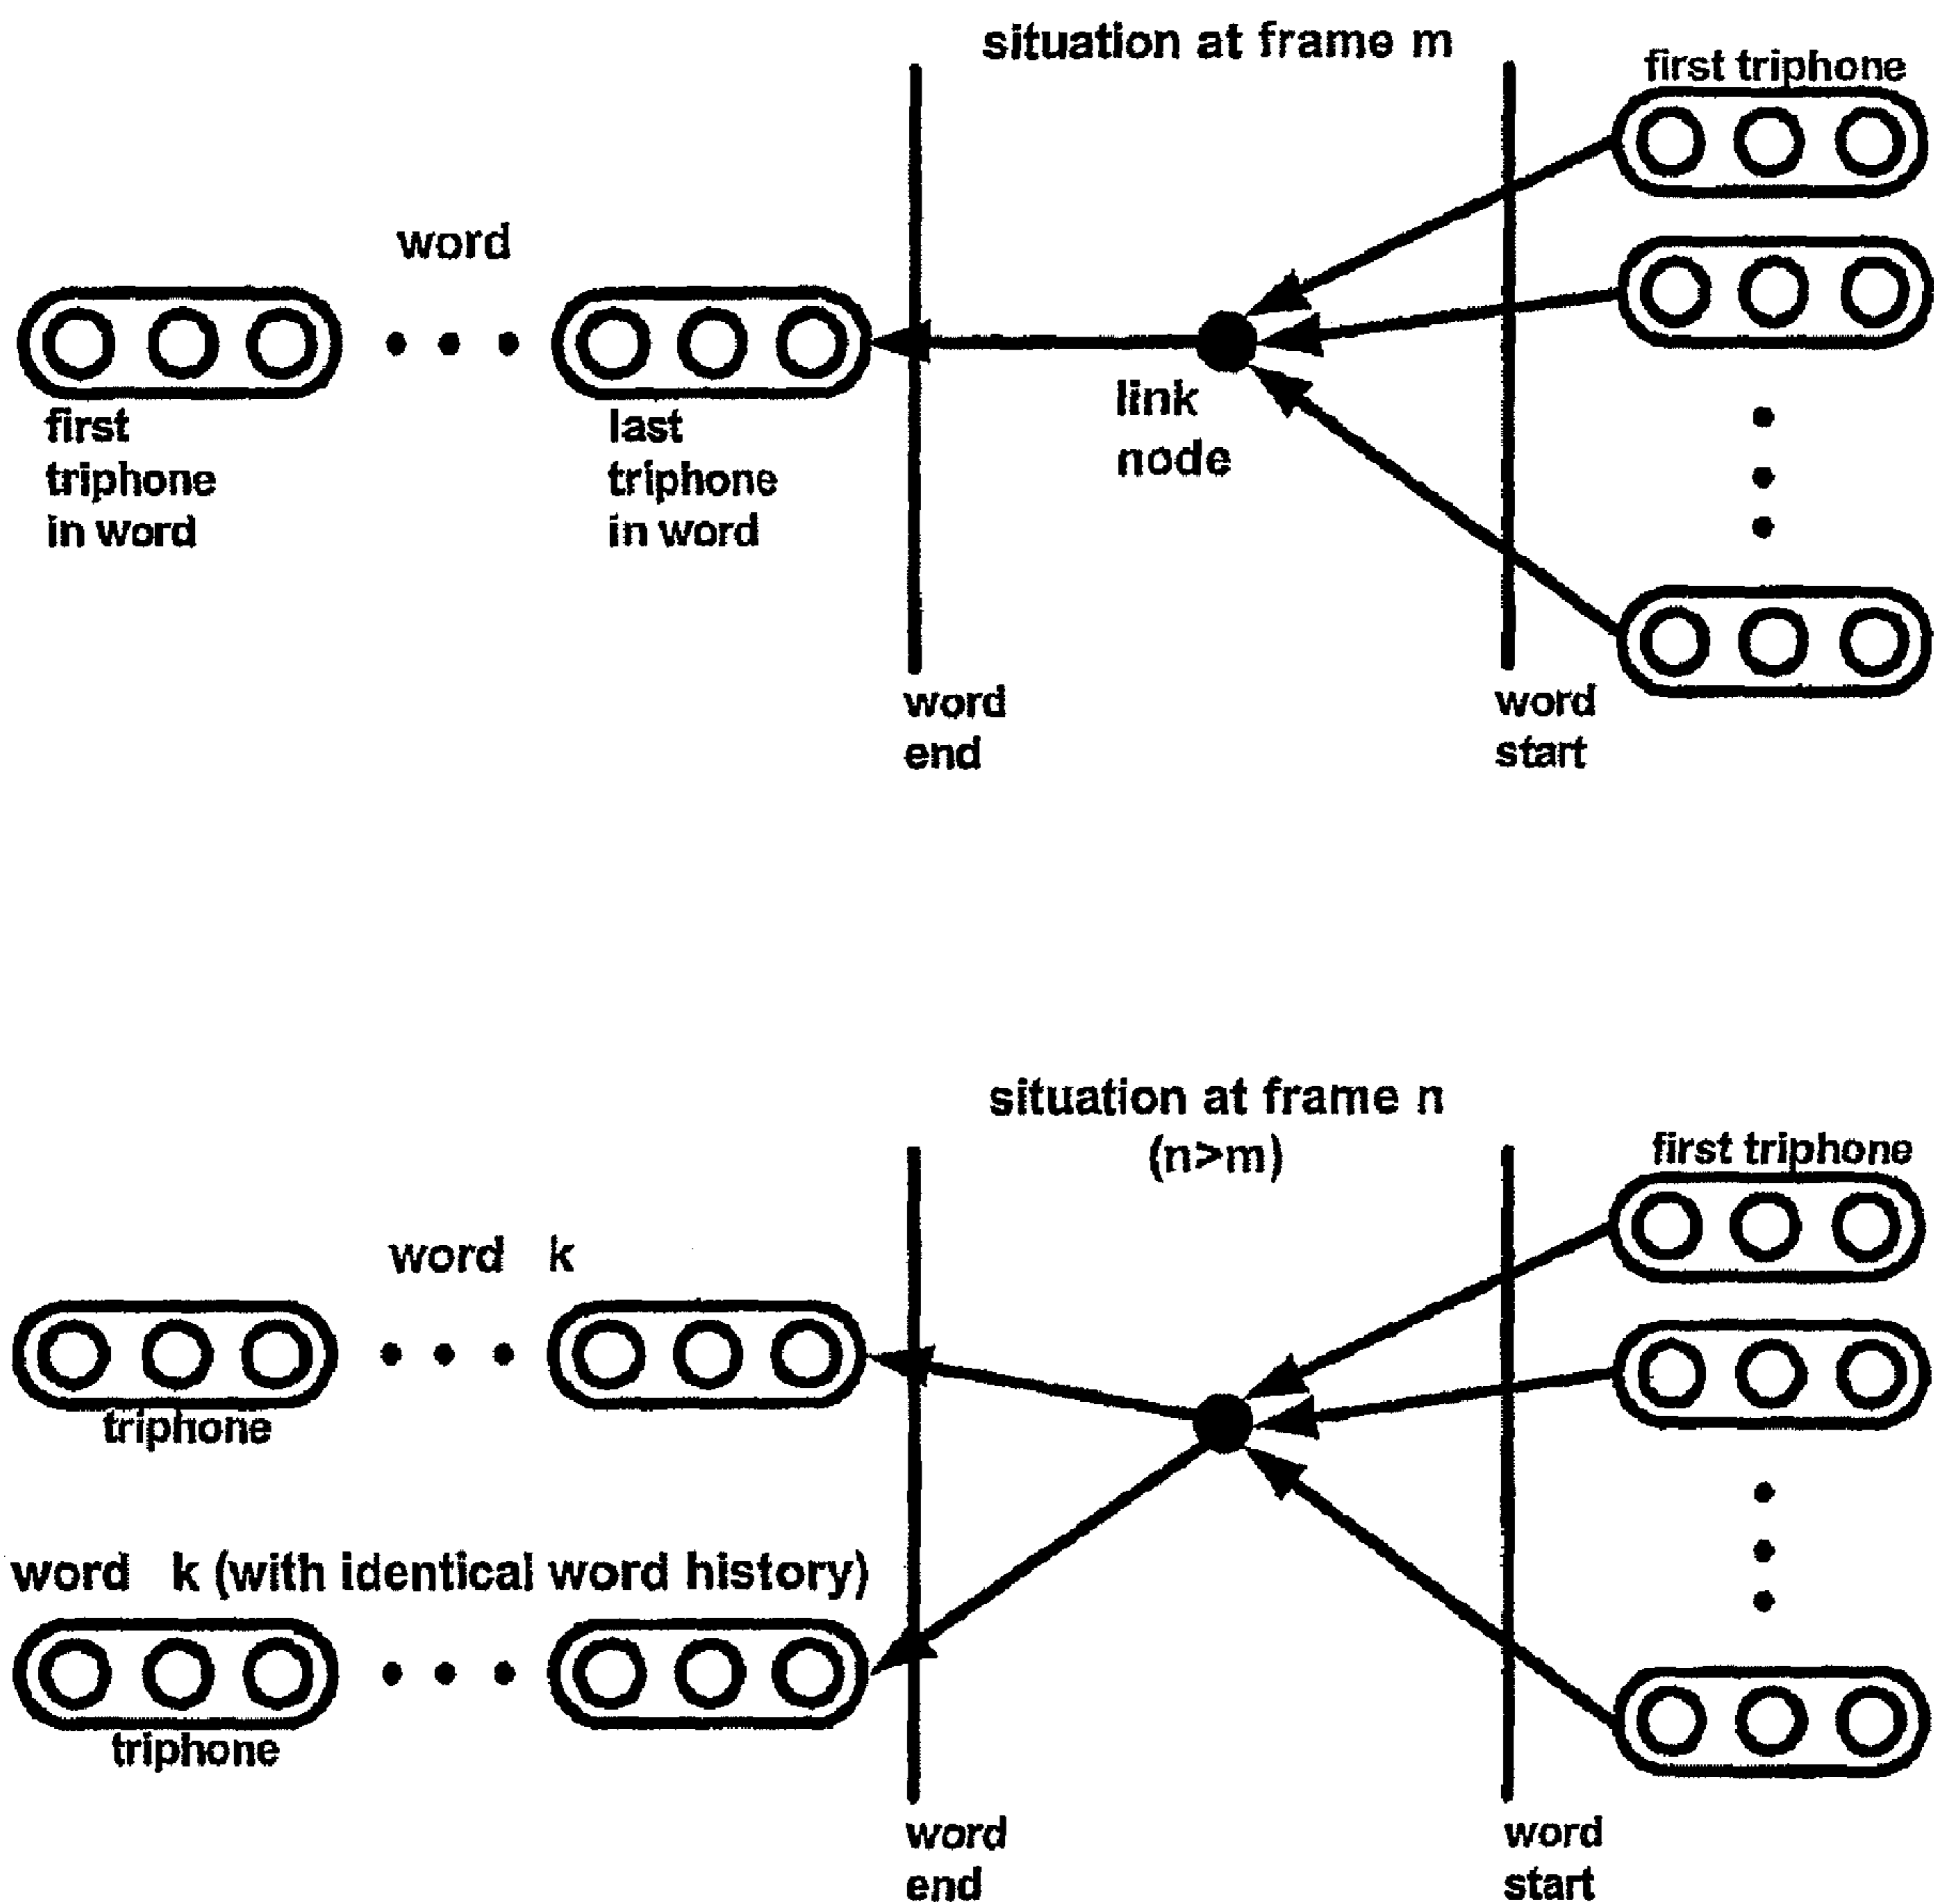 situation at frame m
first triphone
word
link
node
first
triphone
in word
last
triphone
in word
word
end
word
start
situation at frame n
(n>m)
first triphone
word k
triphone
word k (with identical word history)
triphone
word
end
word
start